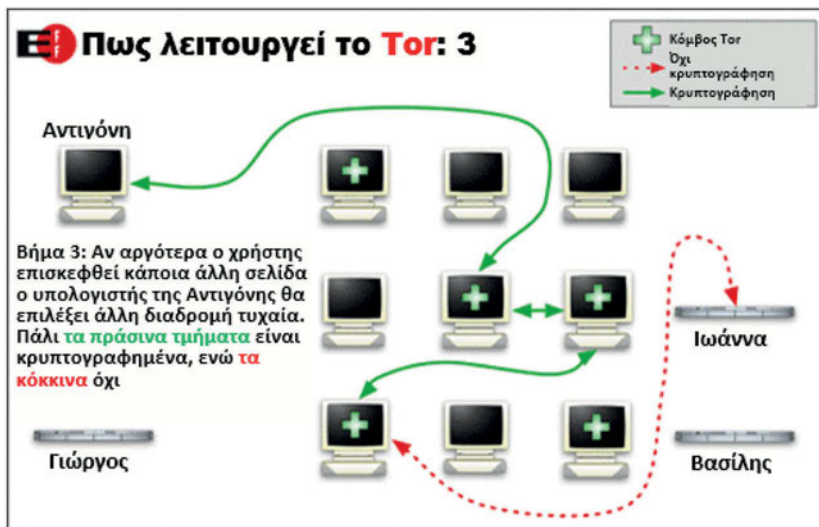 EFF Πως λειτουργεί το Tor: 3
Κόμβος Tor
Όχι
κρυπτογράφηση
Κρυπτογράφηση
Αντιγόνη
Βήμα 3: Αν αργότερα ο χρήστης
επισκεφθεί κάποια άλλη σελίδα
ο υπολογιστής της Αντιγόνης θα
επιλέξει άλλη διαδρομή τυχαία.
Πάλι τα πράσινα τμήματα είναι
κρυπτογραφημένα, ενώ τα
κόκκινα όχι
Ιωάννα
Γιώργος
Βασίλης